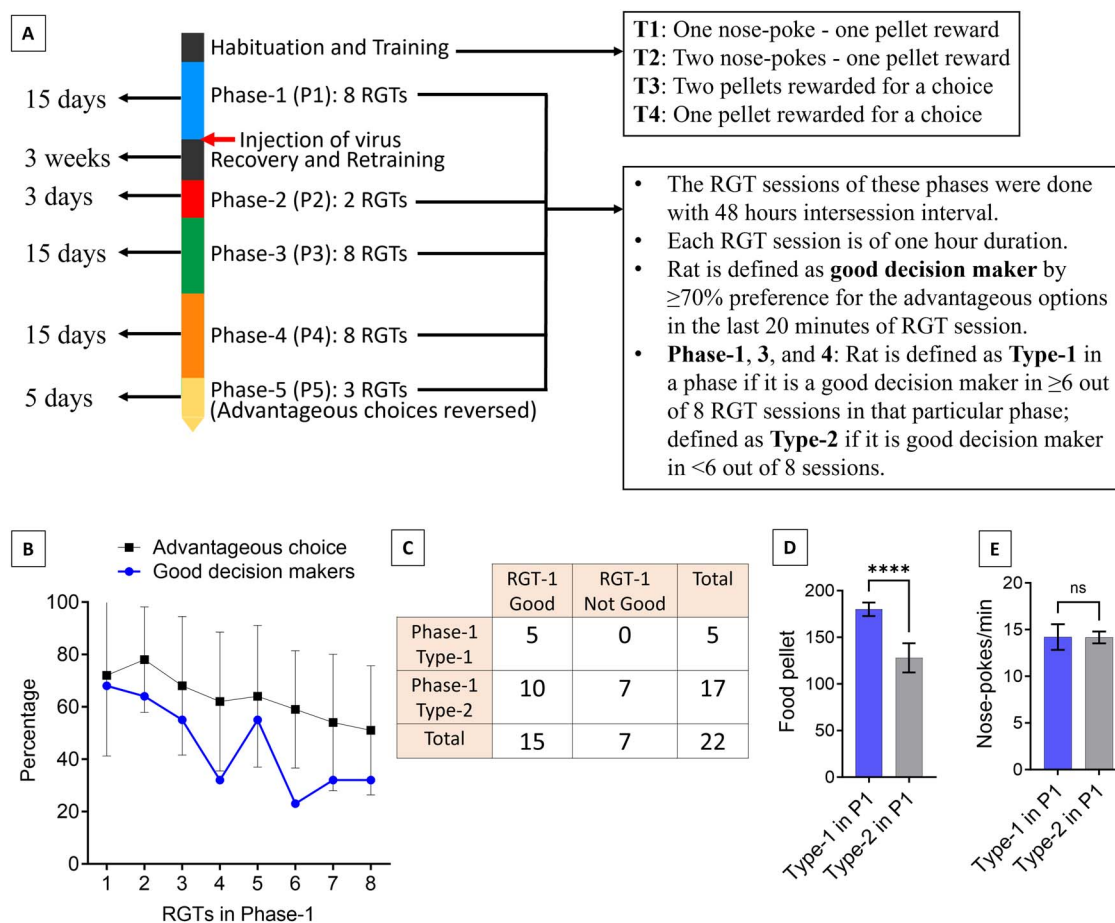 A
Habituation and Training
15 days
Phase-1 (P1): 8 RGTs
Injection of virus
3 weeks
Recovery and Retraining
3 days
Phase-2 (P2): 2 RGTs
15 days
Phase-3 (P3): 8 RGTs
15 days
Phase-4 (P4): 8 RGTs
5 days
Phase-5 (P5): 3 RGTs
(Advantageous choices reversed)
T1: One nose-poke - one pellet reward
T2: Two nose-pokes - one pellet reward
T3: Two pellets rewarded for a choice
T4: One pellet rewarded for a choice
• The RGT sessions of these phases were done
with 48 hours intersession interval.
• Each RGT session is of one hour duration.
• Rat is defined as good decision maker by
≥70% preference for the advantageous options
in the last 20 minutes of RGT session.
• Phase-1, 3, and 4: Rat is defined as Type-1 in
a phase if it is a good decision maker in ≥6 out
of 8 RGT sessions in that particular phase;
defined as Type-2 if it is good decision maker
in <6 out of 8 sessions.
B
Advantageous choice
Good decision makers
Percentage
100
80
60
40
20
0
1 2 3 4 5 6 7 8
RGTs in Phase-1
C
RGT-1 Good RGT-1 Not Good Total
Phase-1 Type-1 5 0 5
Phase-1 Type-2 10 7 17
Total 15 7 22
D
****
Food pellet
200
150
100
50
0
Type-1 in P1
Type-2 in P1
E
ns
Nose-pokes/min
20
15
10
5
0
Type-1 in P1
Type-2 in P1